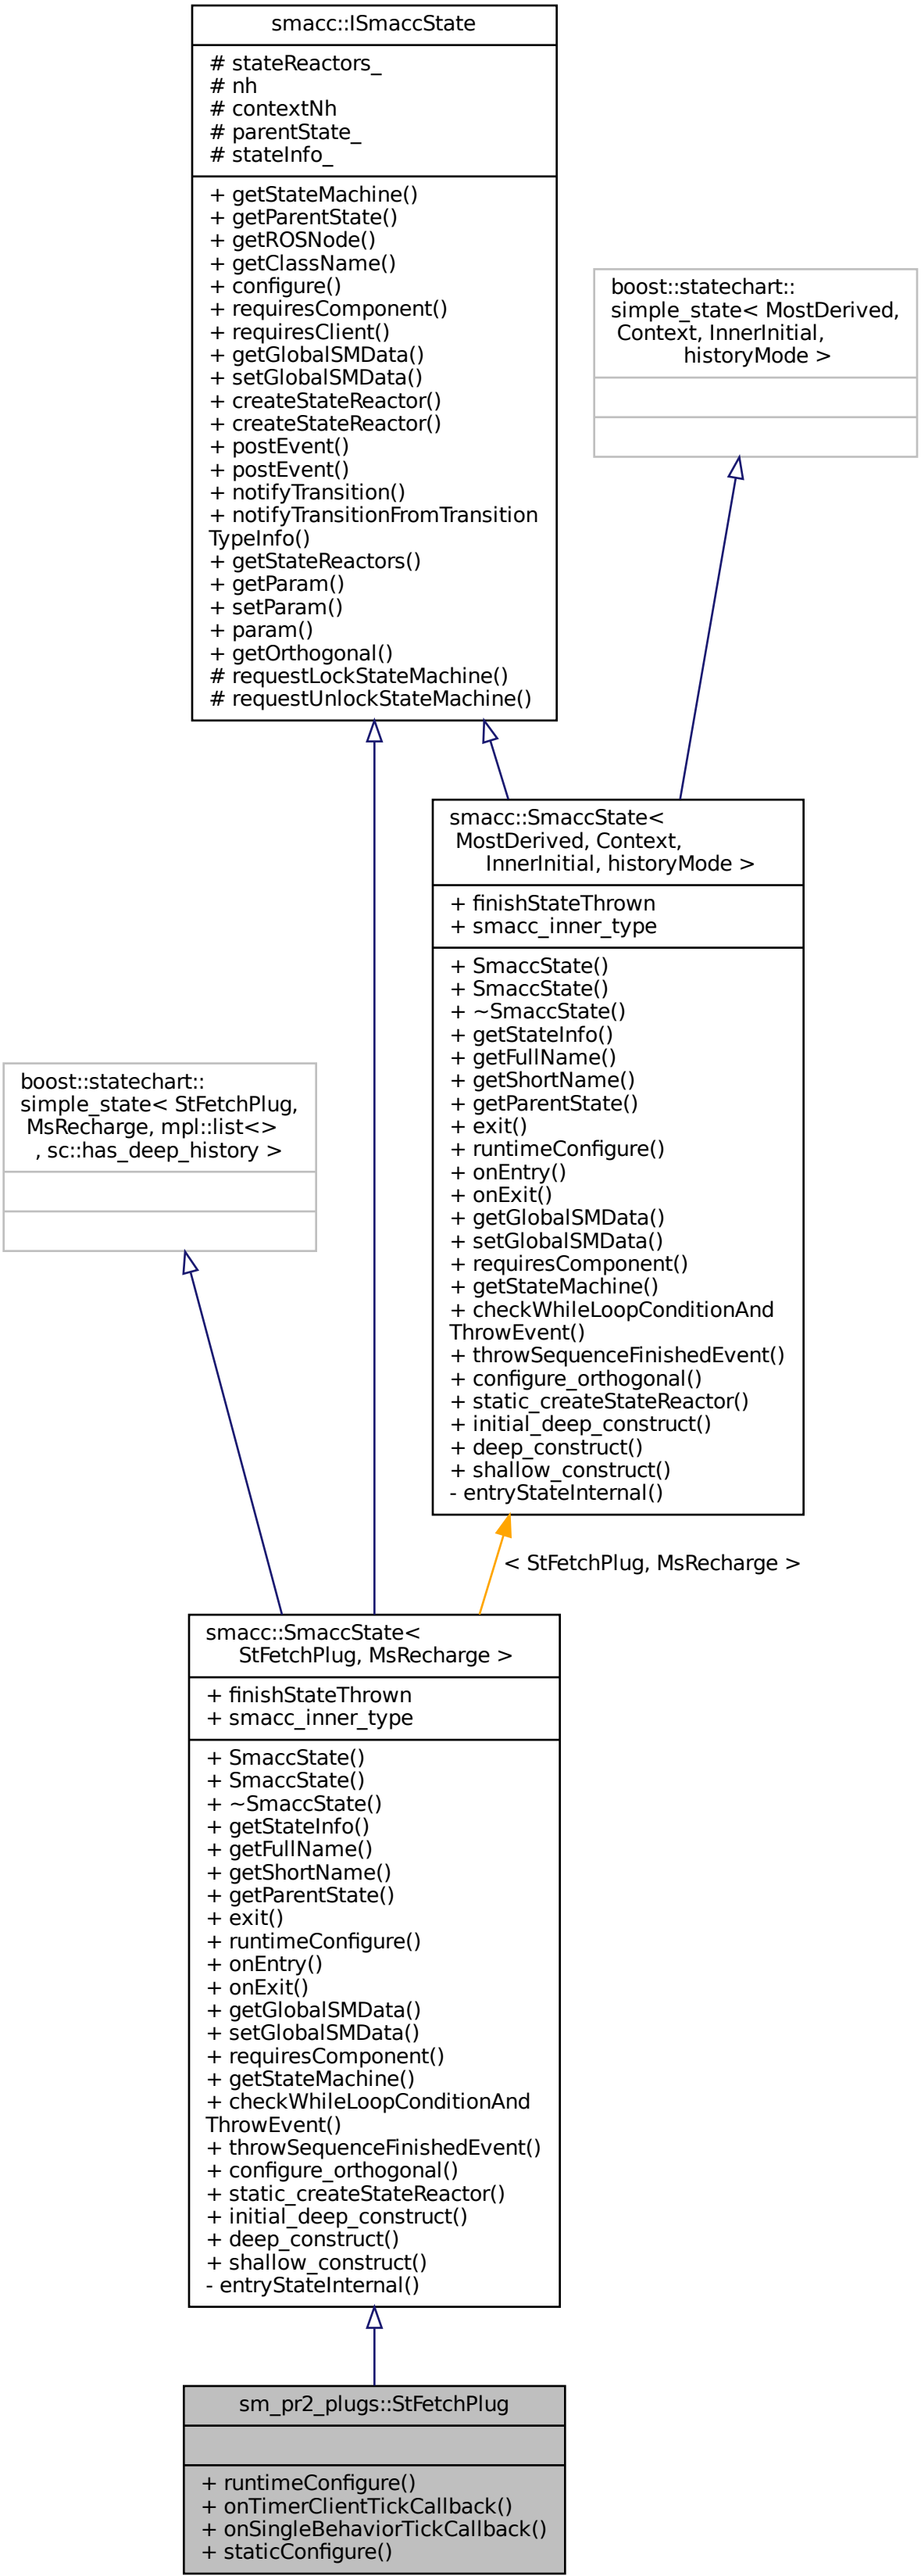 smacc::ISmaccState
# stateReactors_
# nh
# contextNh
# parentState_
# stateInfo_
+ getStateMachine()
+ getParentState()
+ getROSNode()
+ getClassName()
+ configure()
+ requiresComponent()
+ requiresClient()
+ getGlobalSMData()
+ setGlobalSMData()
+ createStateReactor()
+ createStateReactor()
+ postEvent()
+ postEvent()
+ notifyTransition()
+ notifyTransitionFromTransition
TypeInfo()
+ getStateReactors()
+ getParam()
+ setParam()
+ param()
+ getOrthogonal()
# requestLockStateMachine()
# requestUnlockStateMachine()
boost::statechart::
simple_state< MostDerived,
Context, InnerInitial,
historyMode >
smacc::SmaccState<
MostDerived, Context,
InnerInitial, historyMode >
+ finishStateThrown
+ smacc_inner_type
+ SmaccState()
+ SmaccState()
+ ~SmaccState()
+ getStateInfo()
+ getFullName()
+ getShortName()
+ getParentState()
+ exit()
+ runtimeConfigure()
+ onEntry()
+ onExit()
+ getGlobalSMData()
+ setGlobalSMData()
+ requiresComponent()
+ getStateMachine()
+ checkWhileLoopConditionAnd
ThrowEvent()
+ throwSequenceFinishedEvent()
+ configure_orthogonal()
+ static_createStateReactor()
+ initial_deep_construct()
+ deep_construct()
+ shallow_construct()
- entryStateInternal()
boost::statechart::
simple_state< StFetchPlug,
MsRecharge, mpl::list<>
, sc::has_deep_history >
< StFetchPlug, MsRecharge >
smacc::SmaccState<
StFetchPlug, MsRecharge >
+ finishStateThrown
+ smacc_inner_type
+ SmaccState()
+ SmaccState()
+ ~SmaccState()
+ getStateInfo()
+ getFullName()
+ getShortName()
+ getParentState()
+ exit()
+ runtimeConfigure()
+ onEntry()
+ onExit()
+ getGlobalSMData()
+ setGlobalSMData()
+ requiresComponent()
+ getStateMachine()
+ checkWhileLoopConditionAnd
ThrowEvent()
+ throwSequenceFinishedEvent()
+ configure_orthogonal()
+ static_createStateReactor()
+ initial_deep_construct()
+ deep_construct()
+ shallow_construct()
- entryStateInternal()
sm_pr2_plugs::StFetchPlug
+ runtimeConfigure()
+ onTimerClientTickCallback()
+ onSingleBehaviorTickCallback()
+ staticConfigure()